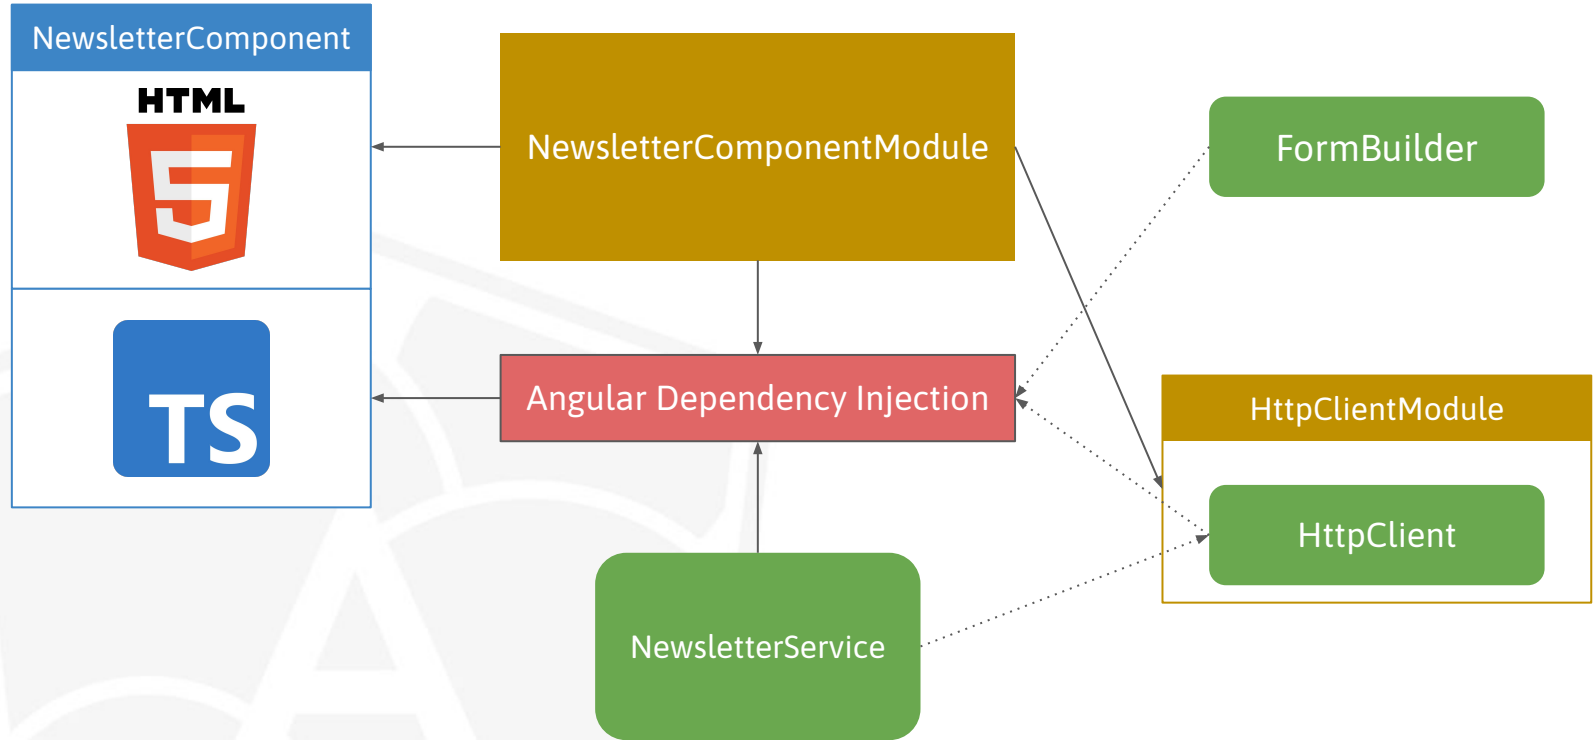 NewsletterComponent
HTML
5
TS
NewsletterComponentModule
Angular Dependency Injection
NewsletterService
FormBuilder
HttpClientModule
HttpClient